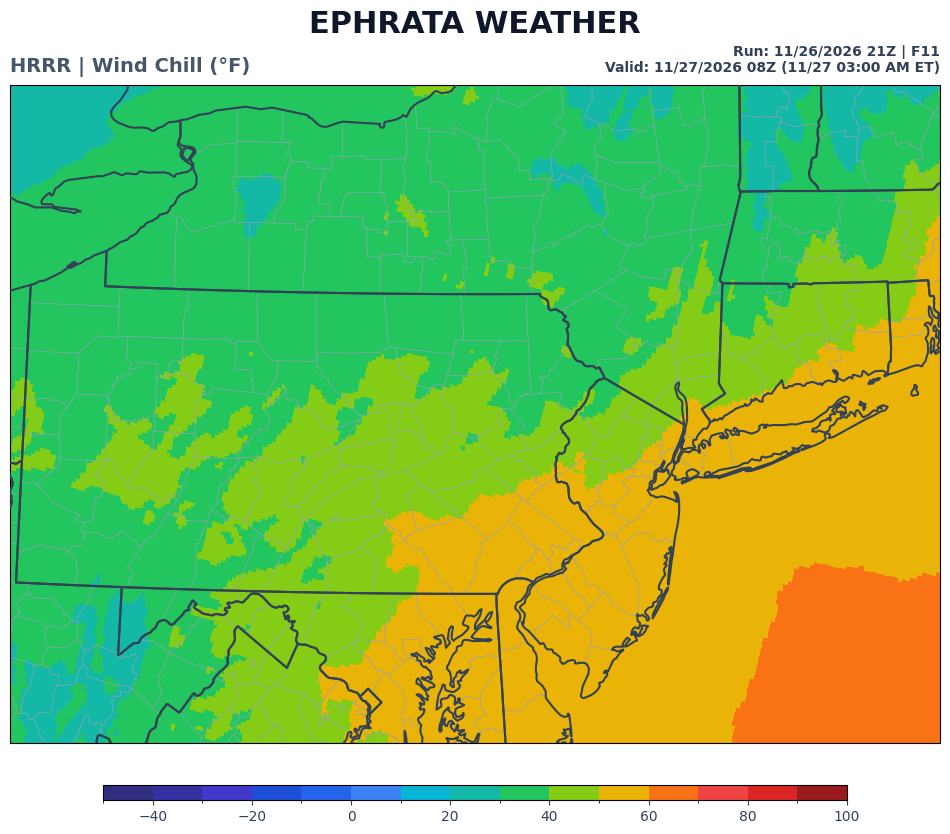 EPHRATA WEATHER
HRRR | Wind Chill (°F)
Run: 11/26/2026 21Z | F11
Valid: 11/27/2026 08Z (11/27 03:00 AM ET)
−40 −20 0 20 40 60 80 100